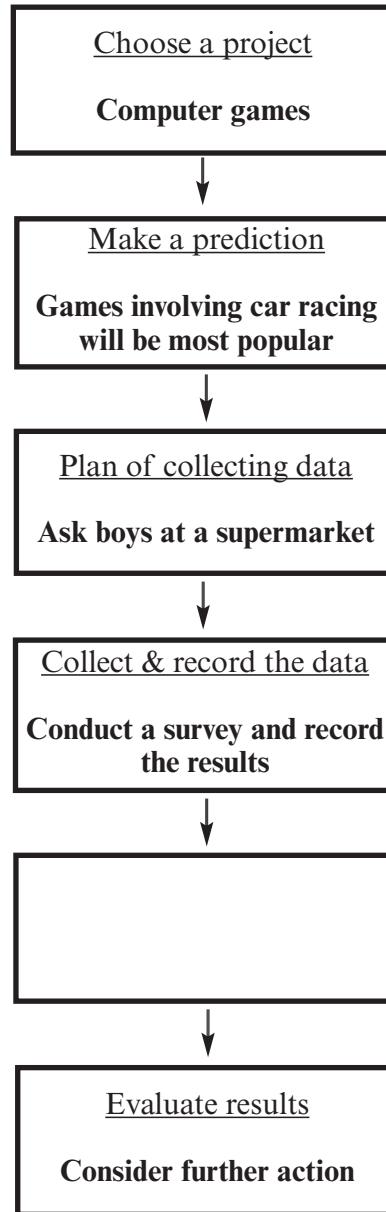 Choose a project
Computer games
Make a prediction
Games involving car racing
will be most popular
Plan of collecting data
Ask boys at a supermarket
Collect & record the data
Conduct a survey and record
the results
Evaluate results
Consider further action